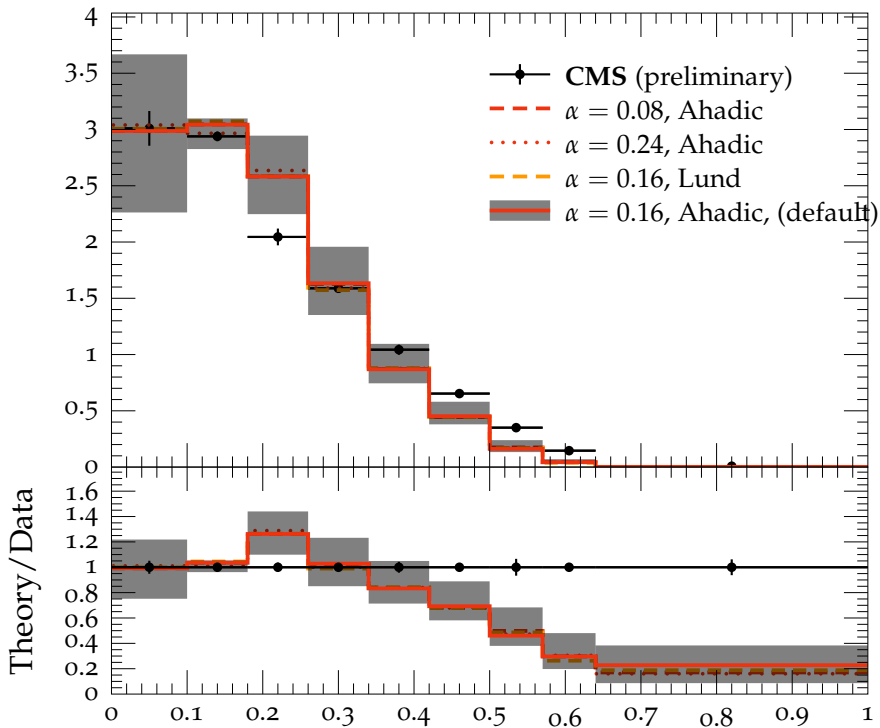 4
3.5
3
2.5
2
1.5
1
0.5
0
CMS (preliminary)
α = 0.08, Ahadic
α = 0.24, Ahadic
α = 0.16, Lund
α = 0.16, Ahadic, (default)
1.6
1.4
1.2
1
0.8
0.6
0.4
0.2
0
Theory/Data
0 0.1 0.2 0.3 0.4 0.5 0.6 0.7 0.8 0.9 1